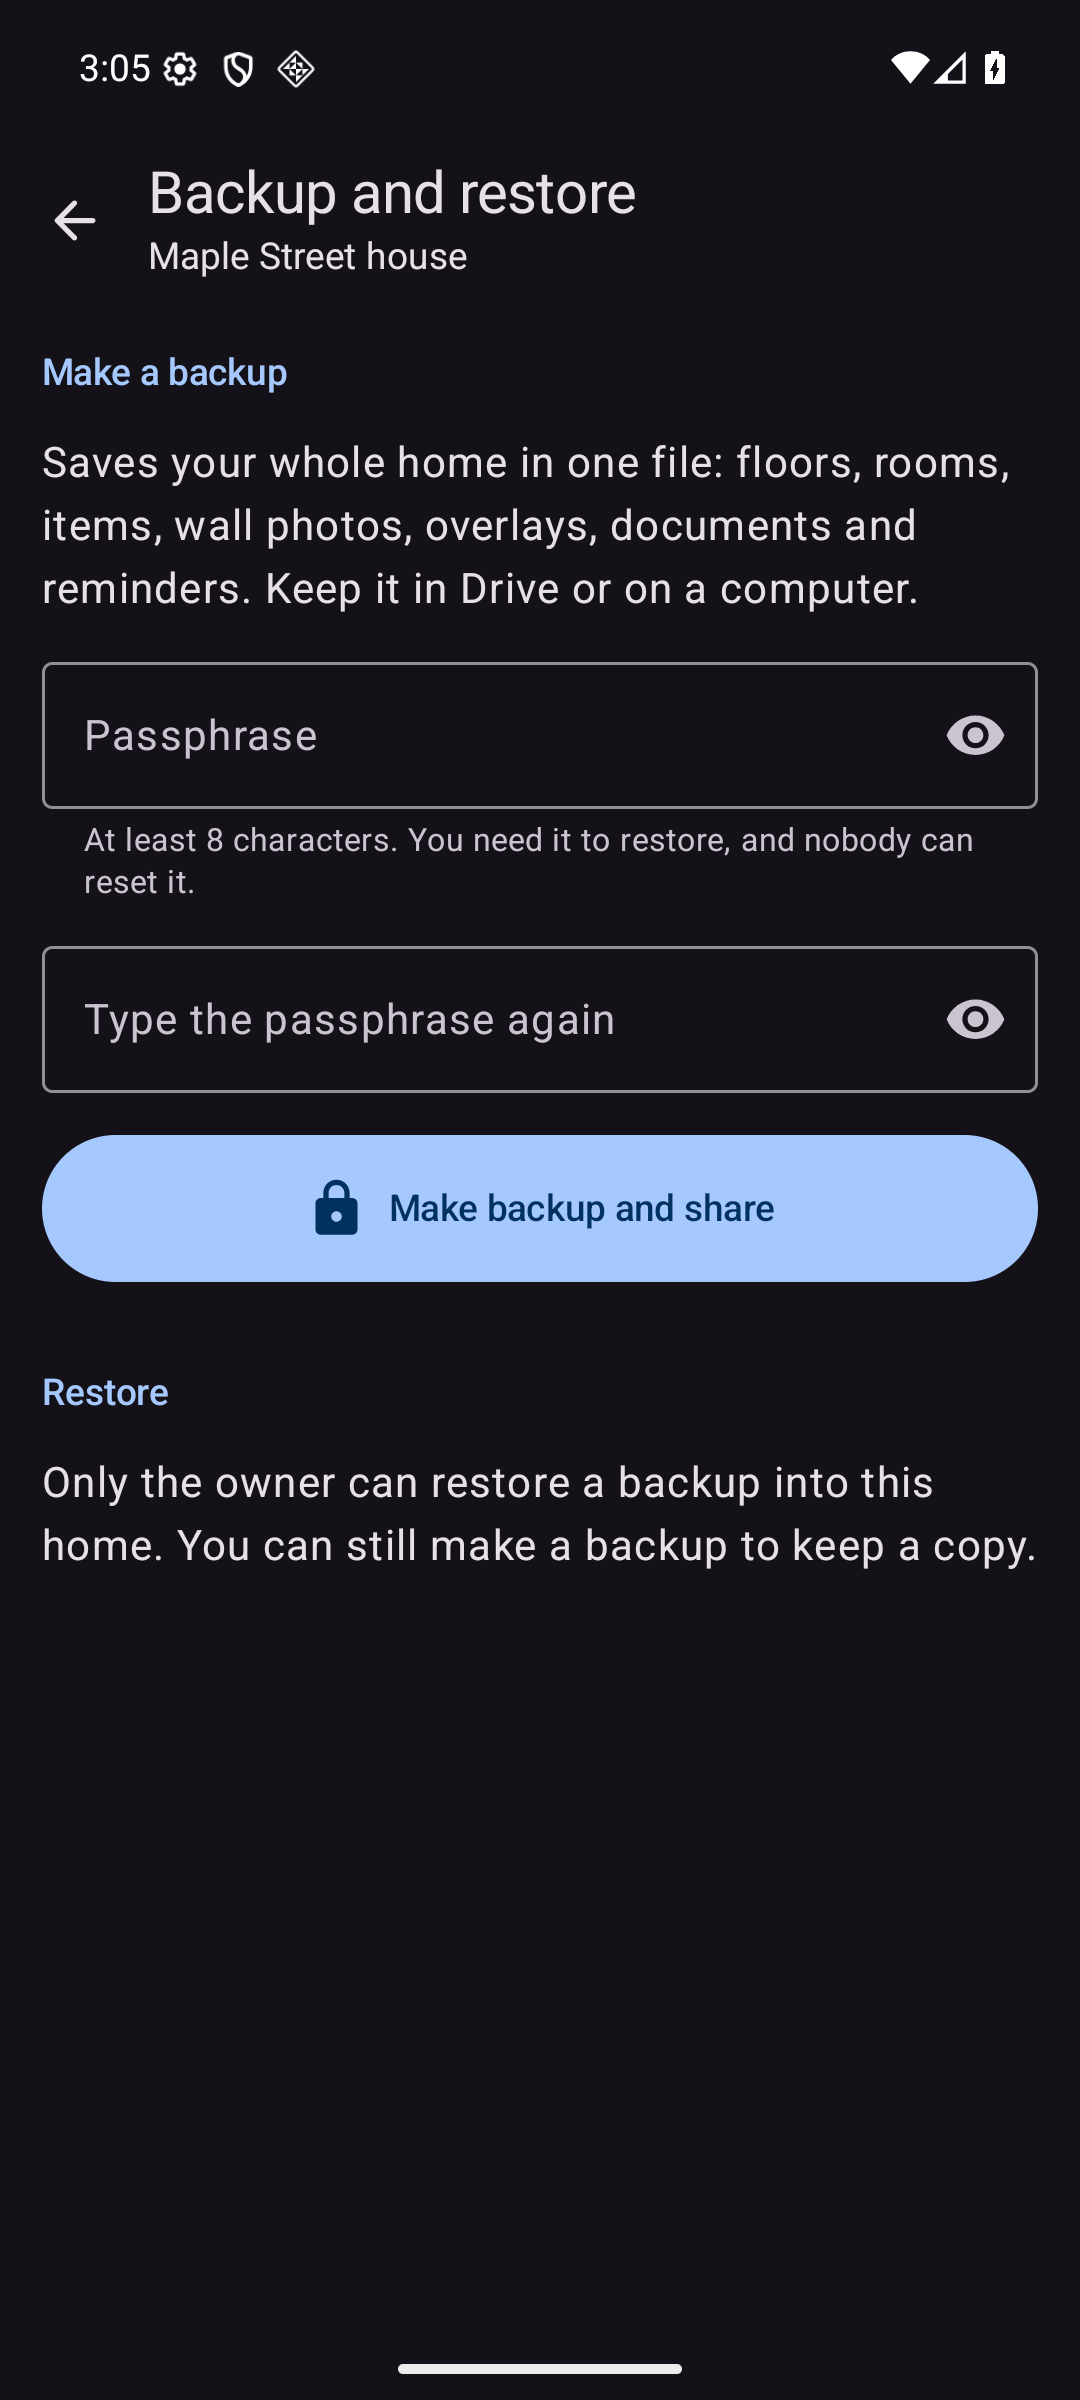 3:05
Backup and restore
Maple Street house
Make a backup
Saves your whole home in one file: floors, rooms,
items, wall photos, overlays, documents and
reminders. Keep it in Drive or on a computer.
Passphrase
At least 8 characters. You need it to restore, and nobody can
reset it.
Type the passphrase again
Make backup and share
Restore
Only the owner can restore a backup into this
home. You can still make a backup to keep a copy.